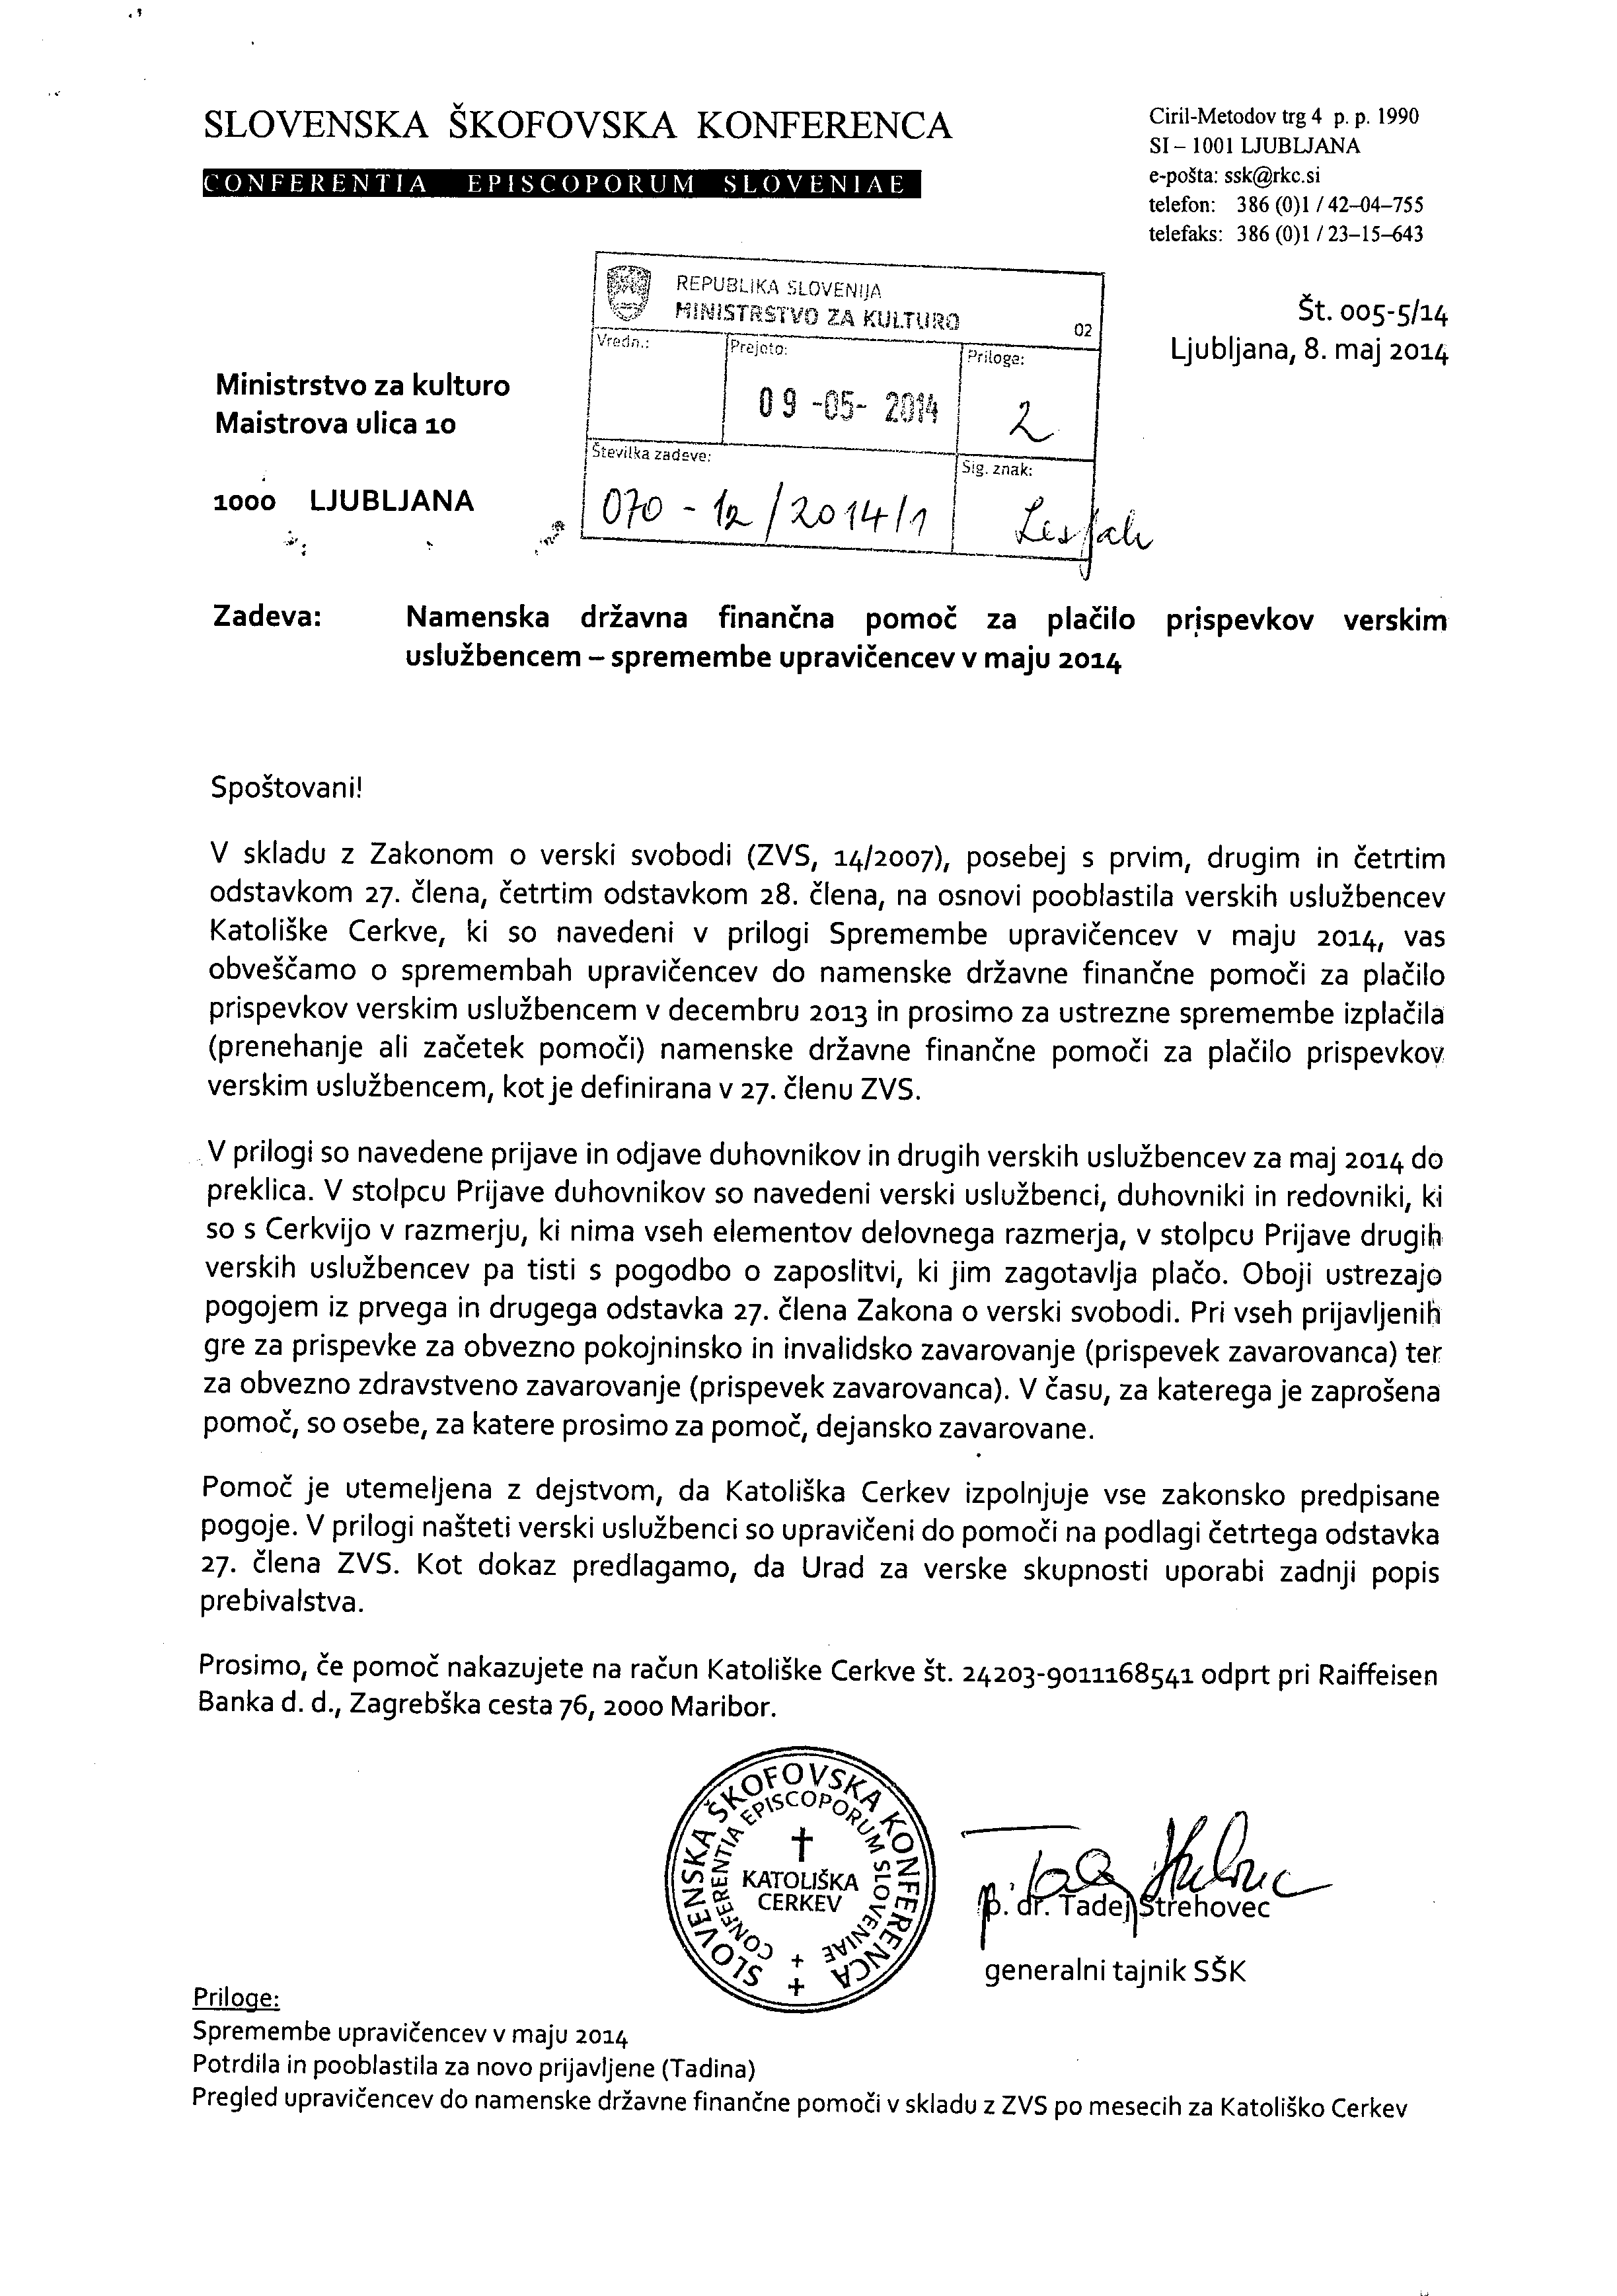 SLOVENSKA ŠKOFOVSKA KONFERENCA
CONFERENTIA EPISCOPORUM SLOVENIAE
Ciril-Metodov trg 4 p. p. 1990
SI – 1001 LJUBLJANA
e-pošta: ssk@rkc.si
telefon: 386 (0)1 / 42–04–755
telefaks: 386 (0)1 / 23–15–643
REPUBLIKA SLOVENIJA
MINISTRSTVO ZA KULTURO 02
Vredn.: Prejeto: Priloge:
09 -05- 2014 2
Številka zadeve: Sig. znak:
070 - 12/2014/1
Št. 005-5/14
Ljubljana, 8. maj 2014
Ministrstvo za kulturo
Maistrova ulica 10
1000 LJUBLJANA
Zadeva: Namenska državna finančna pomoč za plačilo prispevkov verskim
uslužbencem – spremembe upravičencev v maju 2014
Spoštovani!
V skladu z Zakonom o verski svobodi (ZVS, 14/2007), posebej s prvim, drugim in četrtim
odstavkom 27. člena, četrtim odstavkom 28. člena, na osnovi pooblastila verskih uslužbencev
Katoliške Cerkve, ki so navedeni v prilogi Spremembe upravičencev v maju 2014, vas
obveščamo o spremembah upravičencev do namenske državne finančne pomoči za plačilo
prispevkov verskim uslužbencem v decembru 2013 in prosimo za ustrezne spremembe izplačila
(prenehanje ali začetek pomoči) namenske državne finančne pomoči za plačilo prispevkov
verskim uslužbencem, kot je definirana v 27. členu ZVS.
V prilogi so navedene prijave in odjave duhovnikov in drugih verskih uslužbencev za maj 2014 do
preklica. V stolpcu Prijave duhovnikov so navedeni verski uslužbenci, duhovniki in redovniki, ki
so s Cerkvijo v razmerju, ki nima vseh elementov delovnega razmerja, v stolpcu Prijave drugih
verskih uslužbencev pa tisti s pogodbo o zaposlitvi, ki jim zagotavlja plačo. Oboji ustrezajo
pogojem iz prvega in drugega odstavka 27. člena Zakona o verski svobodi. Pri vseh prijavljenih
gre za prispevke za obvezno pokojninsko in invalidsko zavarovanje (prispevek zavarovanca) ter
za obvezno zdravstveno zavarovanje (prispevek zavarovanca). V času, za katerega je zaprošena
pomoč, so osebe, za katere prosimo za pomoč, dejansko zavarovane.
Pomoč je utemeljena z dejstvom, da Katoliška Cerkev izpolnjuje vse zakonsko predpisane
pogoje. V prilogi našteti verski uslužbenci so upravičeni do pomoči na podlagi četrtega odstavka
27. člena ZVS. Kot dokaz predlagamo, da Urad za verske skupnosti uporabi zadnji popis
prebivalstva.
Prosimo, če pomoč nakazujete na račun Katoliške Cerkve št. 24203-9011168541 odprt pri Raiffeisen
Banka d. d., Zagrebška cesta 76, 2000 Maribor.
SLOVENSKA ŠKOFOVSKA KONFERENCA
CONFERENTIA EPISCOPORUM SLOVENIAE
KATOLIŠKA
CERKEV
p. dr. Tadej Strehovec
generalni tajnik SŠK
Priloge:
Spremembe upravičencev v maju 2014
Potrdila in pooblastila za novo prijavljene (Tadina)
Pregled upravičencev do namenske državne finančne pomoči v skladu z ZVS po mesecih za Katoliško Cerkev